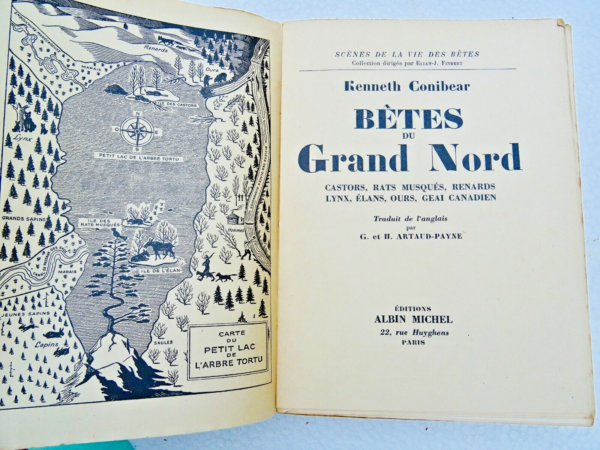 Renards
Ours
ILE DES CASTORS
Lynx
PETIT LAC DE L'ARBRE TORTU
GRANDS SAPINS
ILE DES
RATS MUSQUÉS
ILE DE L'ÉLAN
MARAIS
JEUNES SAPINS
Lapins
SAULES
CARTE
DU
PETIT LAC
DE
L'ARBRE TORTU
SCÈNES DE LA VIE DES BÊTES
Collection dirigée par ELIAN-J. FINBERT
Kenneth Conibear
BÊTES
DU
Grand Nord
CASTORS, RATS MUSQUÉS, RENARDS
LYNX, ÉLANS, OURS, GEAI CANADIEN
Traduit de l'anglais
par
G. et H. ARTAUD-PAYNE
ÉDITIONS
ALBIN MICHEL
22, rue Huyghens
PARIS